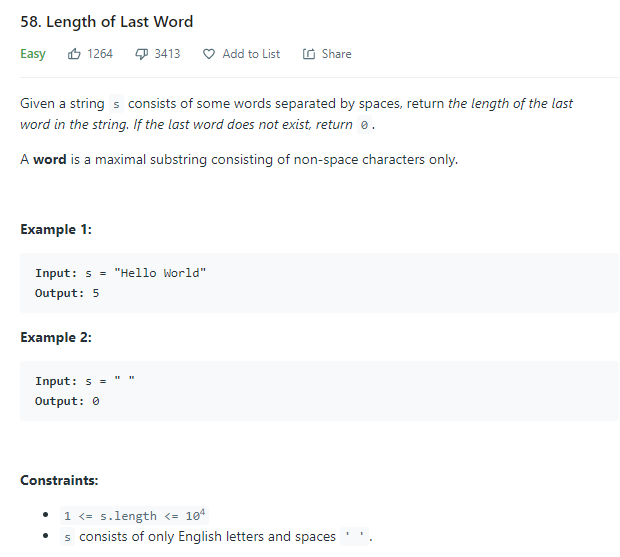 58. Length of Last Word
Easy 1264 3413 Add to List Share
Given a string s consists of some words separated by spaces, return the length of the last
word in the string. If the last word does not exist, return 0.
A word is a maximal substring consisting of non-space characters only.
Example 1:
Input: s = "Hello World"
Output: 5
Example 2:
Input: s = " "
Output: 0
Constraints:
• 1 <= s.length <= 10⁴
• s consists of only English letters and spaces ' '.